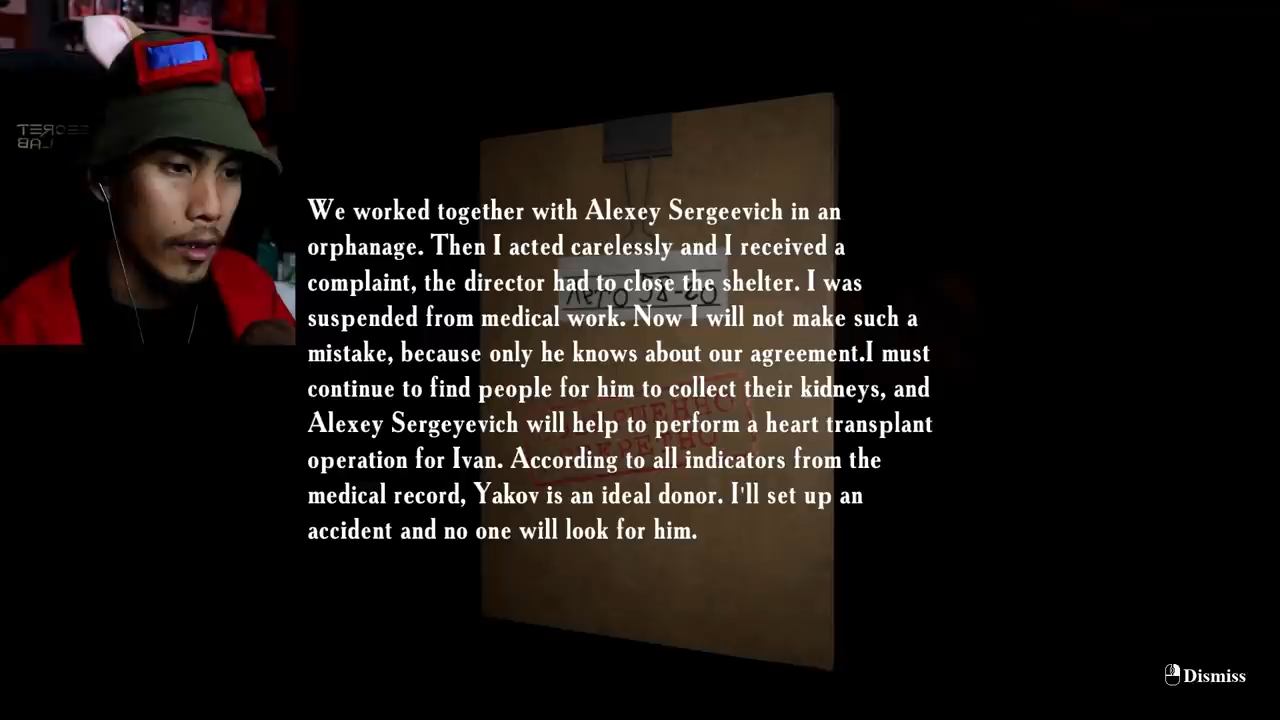 We worked together with Alexey Sergeevich in an
orphanage. Then I acted carelessly and I received a
complaint, the director had to close the shelter. I was
suspended from medical work. Now I will not make such a
mistake, because only he knows about our agreement.I must
continue to find people for him to collect their kidneys, and
Alexey Sergeyevich will help to perform a heart transplant
operation for Ivan. According to all indicators from the
medical record, Yakov is an ideal donor. I'll set up an
accident and no one will look for him.
Dismiss
SECRET
LAB